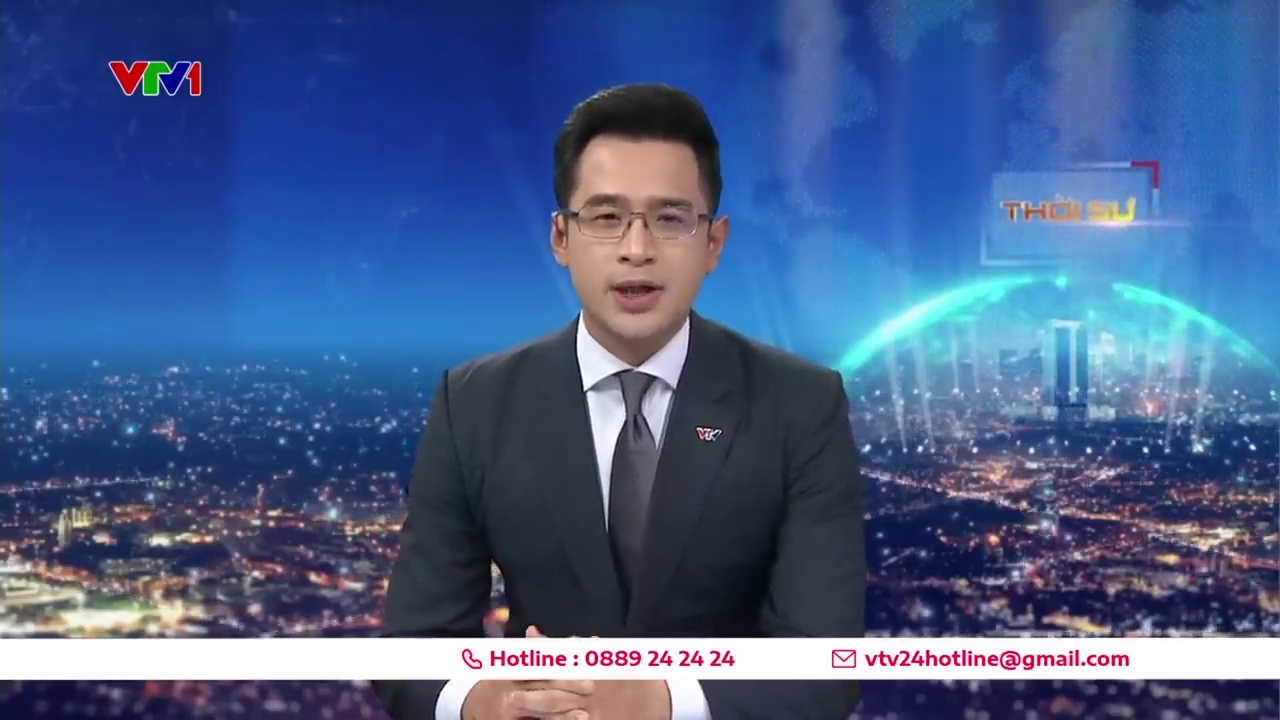 VTV1
THỜI SỰ
VTV
Hotline : 0889 24 24 24
vtv24hotline@gmail.com